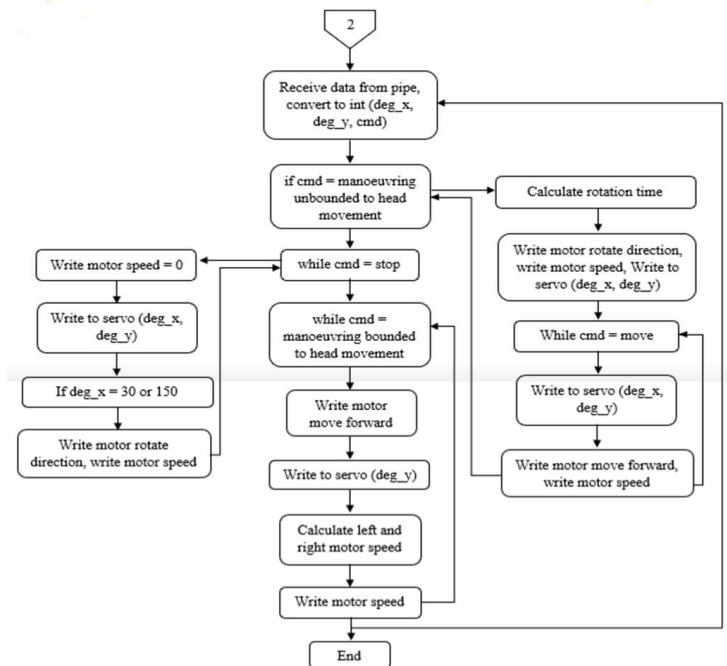 2
Receive data from pipe,
convert to int (deg_x,
deg_y, cmd)
if cmd = manoeuvring
unbounded to head
movement
Calculate rotation time
Write motor rotate direction,
write motor speed, Write to
servo (deg_x, deg_y)
While cmd = move
Write to servo (deg_x,
deg_y)
Write motor move forward,
write motor speed
while cmd = stop
Write motor speed = 0
Write to servo (deg_x,
deg_y)
If deg_x = 30 or 150
Write motor rotate
direction, write motor speed
while cmd =
manoeuvring bounded
to head movement
Write motor
move forward
Write to servo (deg_y)
Calculate left and
right motor speed
Write motor speed
End